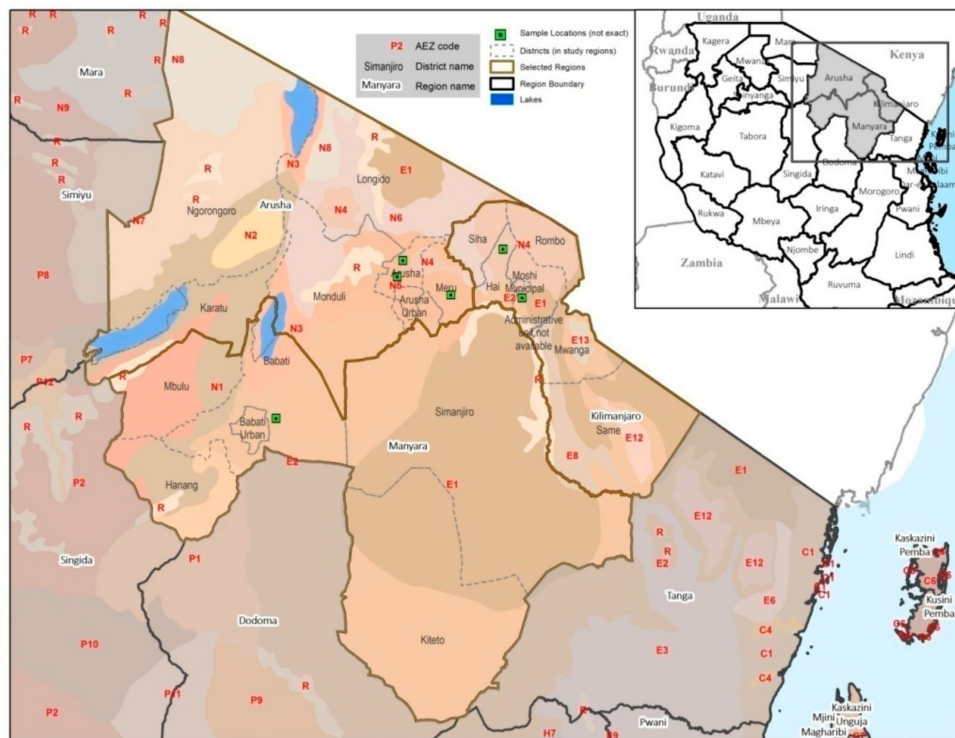 P2 AEZ code
Simanjiro District name
Manyara Region name
Sample Locations (not exact)
Districts (in study regions)
Selected Regions
Region Boundary
Lakes
Uganda
Rwanda
Burundi
Kenya
Zambia
Malawi
Mozambique
Kagera
Mara
Mwanza
Geita
Simiyu
Arusha
Kilimanjaro
Kigoma
Tabora
Manyara
Tanga
Singida
Dodoma
Katavi
Morogoro
Pwani
Rukwa
Mbeya
Iringa
Njombe
Lindi
Ruvuma
R
R
R
R
Mara
R
N8
R
R
N9
R
R
R
Simiyu
R
N8
R
N3
Longido
E1
R
Ngorongoro
R
Arusha
N4
N6
N7
N2
Siha
N4
Rombo
P8
R
Arusha
N4
N5
Meru
Hai
Moshi
Municipal
E2
E1
Karatu
Monduli
Arusha
Urban
Administrative
unit not
available
N3
E13
Mwanga
P7
Babati
P12
R
Mbulu
N1
R
R
R
Simanjiro
Kilimanjaro
Same
Babati
Urban
Manyara
E12
E2
E8
Hanang
E1
E1
P2
R
E12
Singida
P1
R
R
E2
E12
C1
Kaskazini
Pemba
C6
Kusini
Pemba
Tanga
E6
Dodoma
C4
Kiteto
P10
E3
C1
C4
R
P2
P11
P9
R
Pwani
Kaskazini
Unguja
Mjini
Magharibi
H7
E9